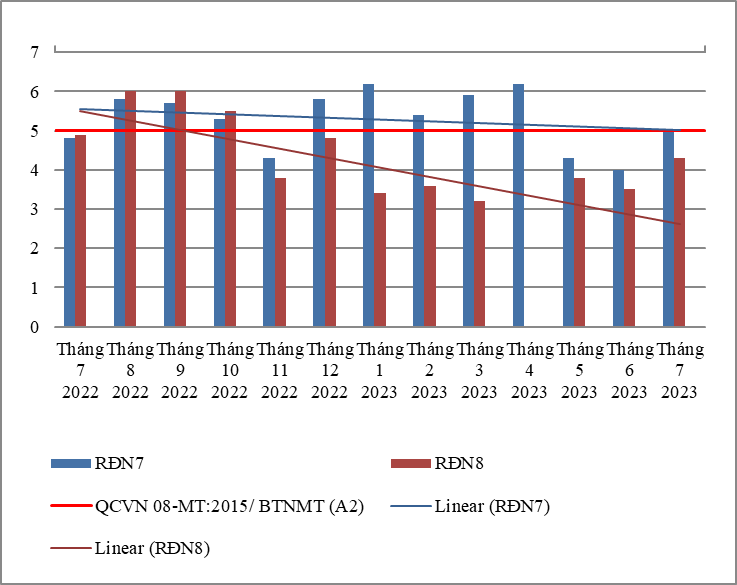 7
6
5
4
3
2
1
0
Tháng Tháng Tháng Tháng Tháng Tháng Tháng Tháng Tháng Tháng Tháng Tháng Tháng
7 8 9 10 11 12 1 2 3 4 5 6 7
2022 2022 2022 2022 2022 2022 2023 2023 2023 2023 2023 2023 2023
RĐN7 RĐN8
QCVN 08-MT:2015/ BTNMT (A2) Linear (RĐN7)
Linear (RĐN8)